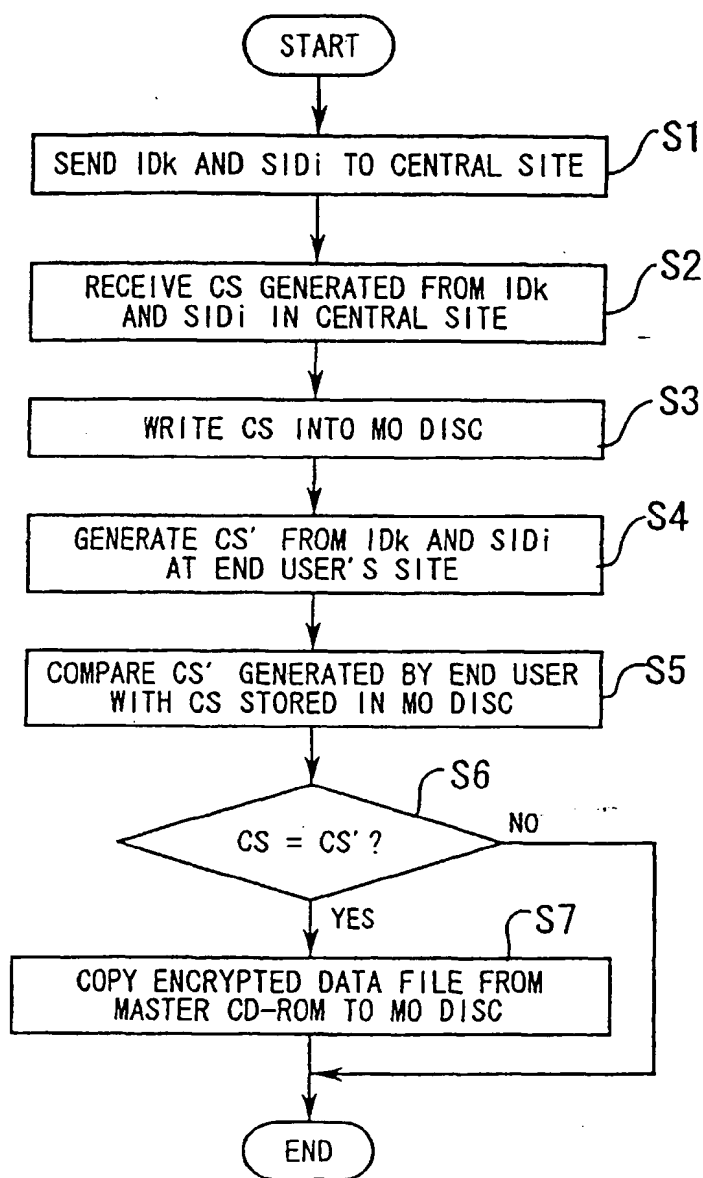 START
S1
SEND IDk AND SIDi TO CENTRAL SITE
S2
RECEIVE CS GENERATED FROM IDk
AND SIDi IN CENTRAL SITE
S3
WRITE CS INTO MO DISC
S4
GENERATE CS' FROM IDk AND SIDi
AT END USER'S SITE
S5
COMPARE CS' GENERATED BY END USER
WITH CS STORED IN MO DISC
S6
CS = CS'?
NO
YES
S7
COPY ENCRYPTED DATA FILE FROM
MASTER CD-ROM TO MO DISC
END